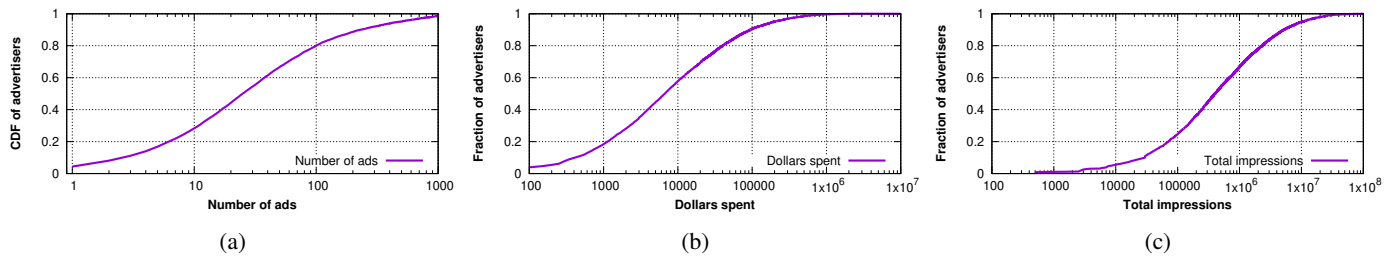 CDF of advertisers
1
0.8
0.6
0.4
0.2
0
Number of ads
1 10 100 1000
Number of ads
(a)
Fraction of advertisers
1
0.8
0.6
0.4
0.2
0
Dollars spent
100 1000 10000 100000 1x10^6 1x10^7
Dollars spent
(b)
Fraction of advertisers
1
0.8
0.6
0.4
0.2
0
Total impressions
100 1000 10000 100000 1x10^6 1x10^7 1x10^8
Total impressions
(c)